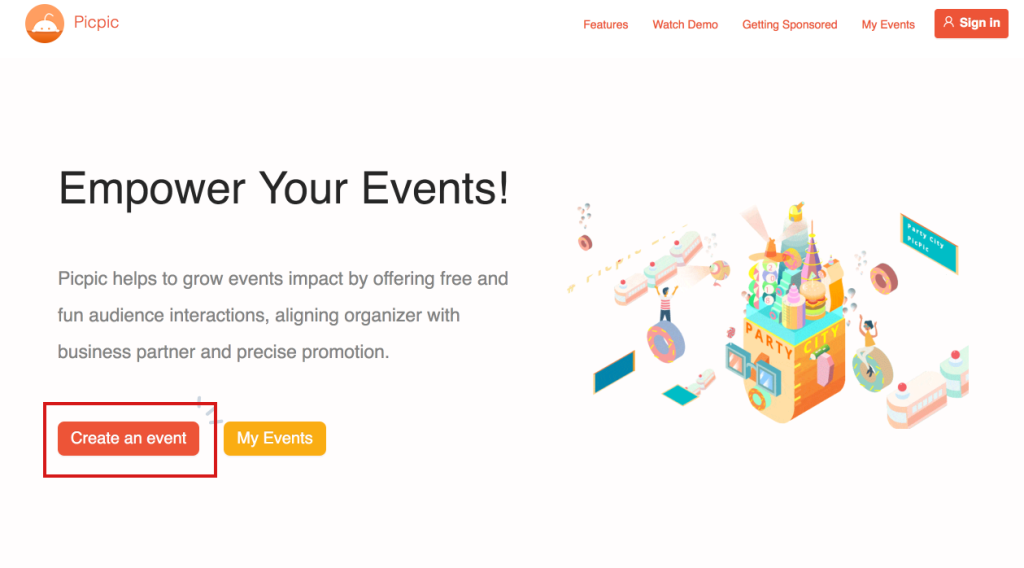 Picpic
Features
Watch Demo
Getting Sponsored
My Events
Sign in
Empower Your Events!
Picpic helps to grow events impact by offering free and
fun audience interactions, aligning organizer with
business partner and precise promotion.
Create an event
My Events
Party City
PicPic
PARTY CITY